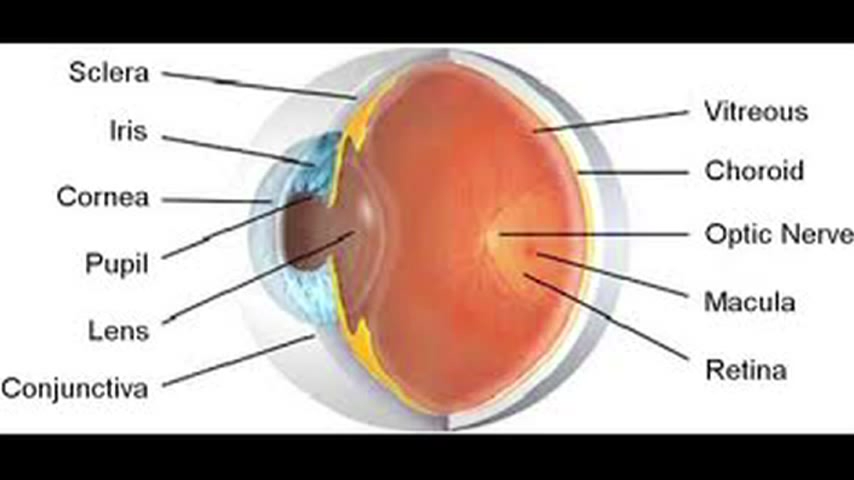 Sclera
Iris
Cornea
Pupil
Lens
Conjunctiva
Vitreous
Choroid
Optic Nerve
Macula
Retina